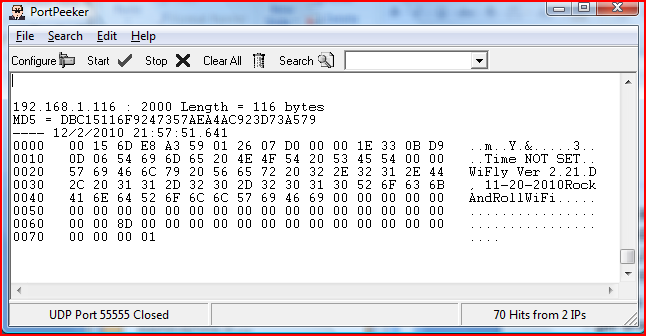 PortPeeker
File Search Edit Help
Configure Start Stop Clear All Search
192.168.1.116 : 2000 Length = 116 bytes
MD5 = DBC15116F9247357AEA4AC923D73A579
---- 12/2/2010 21:57:51.641
0000 00 15 6D E8 A3 59 01 26 07 D0 00 00 1E 33 0B D9 ..m..Y.&.....3..
0010 0D 06 54 69 6D 65 20 4E 4F 54 20 53 45 54 00 00 ..Time NOT SET..
0020 57 69 46 6C 79 20 56 65 72 20 32 2E 32 31 2E 44 WiFly Ver 2.21.D
0030 2C 20 31 31 2D 32 30 2D 32 30 31 30 52 6F 63 6B , 11-20-2010Rock
0040 41 6E 64 52 6F 6C 6C 57 69 46 69 00 00 00 00 00 AndRollWiFi.....
0050 00 00 00 00 00 00 00 00 00 00 00 00 00 00 00 00 ................
0060 00 00 8D 00 00 00 00 00 00 00 00 00 00 00 00 00 ................
0070 00 00 00 01 ....
UDP Port 55555 Closed 70 Hits from 2 IPs